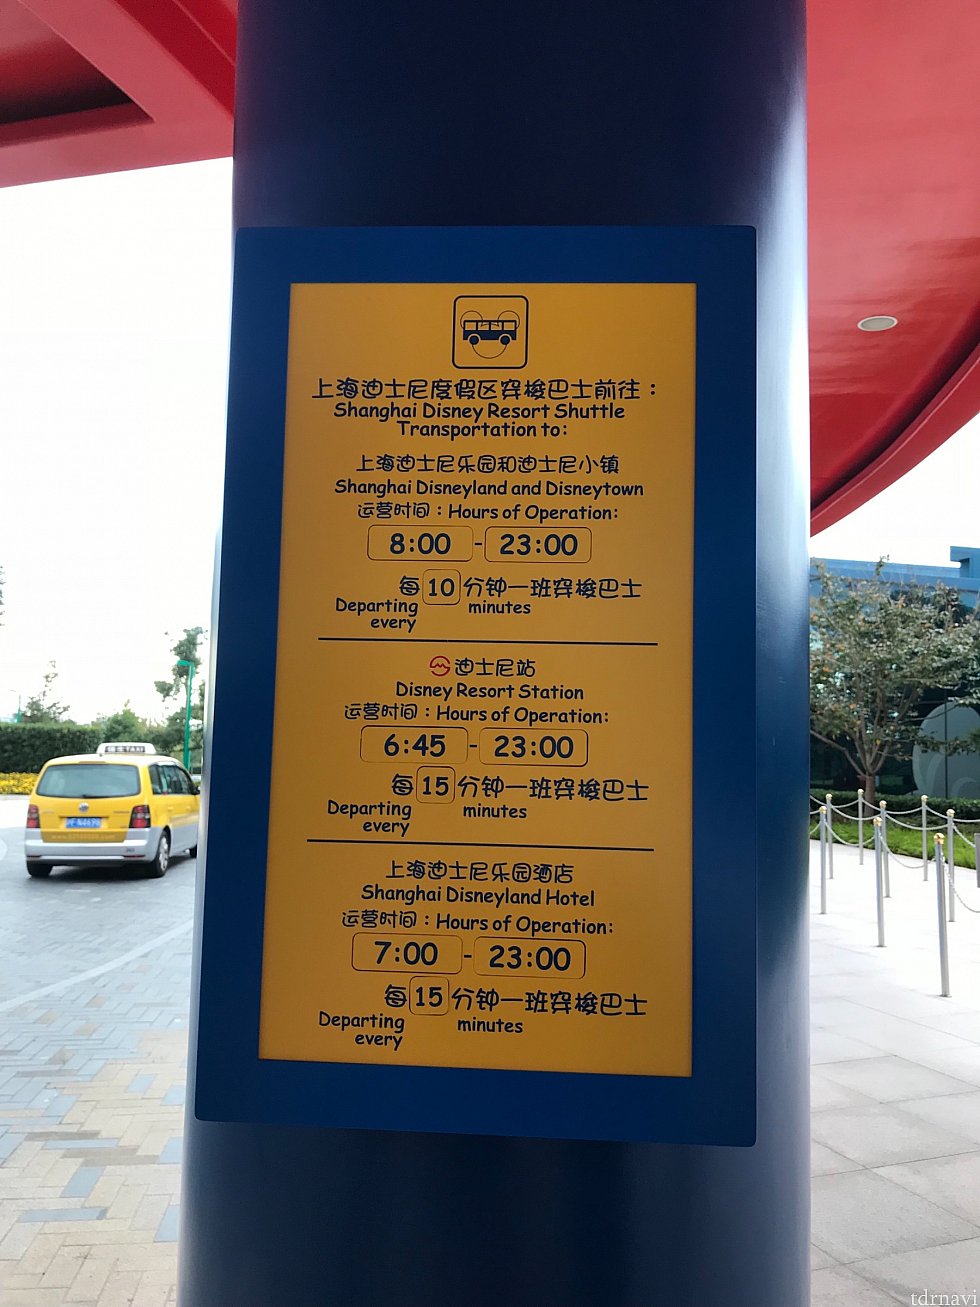 上海迪士尼度假区穿梭巴士前往：
Shanghai Disney Resort Shuttle
Transportation to:
上海迪士尼乐园和迪士尼小镇
Shanghai Disneyland and Disneytown
运营时间：Hours of Operation:
8:00 - 23:00
每 10 分钟一班穿梭巴士
Departing every minutes
迪士尼站
Disney Resort Station
运营时间：Hours of Operation:
6:45 - 23:00
每 15 分钟一班穿梭巴士
Departing every minutes
上海迪士尼乐园酒店
Shanghai Disneyland Hotel
运营时间：Hours of Operation:
7:00 - 23:00
每 15 分钟一班穿梭巴士
Departing every minutes
TAXI
tdrnavi